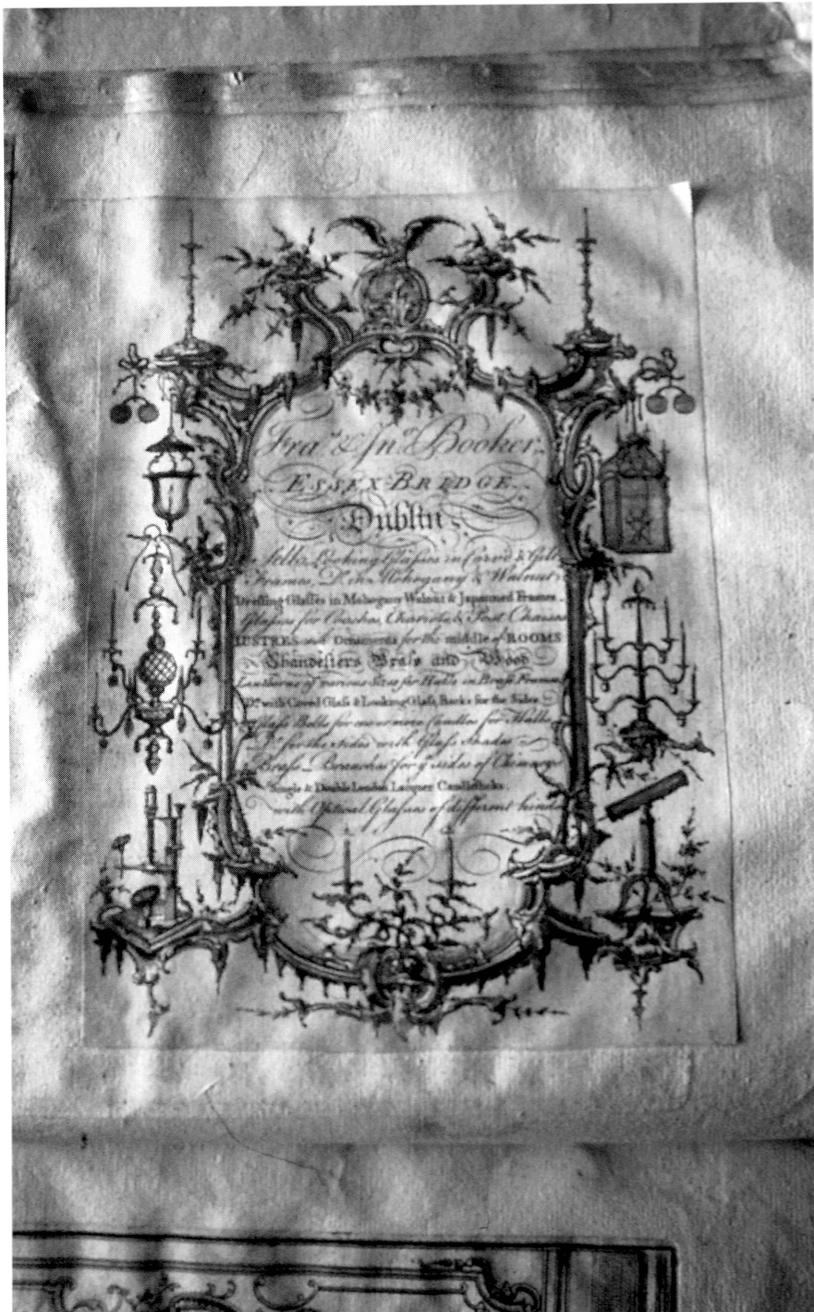 Fra.s & Jn.o Booker,
ESSEX BRIDGE,
Dublin
Sells Looking Glaſses in Carved & Gilt
Frames, D.o in Mahogany & Walnut
Dreſsing Glaſses in Mahogany Walnut & Japanned Frames
Glaſses for Coaches, Chariots, & Post Chaises
LUSTRES and Ornaments for the middle of ROOMS
Chandeliers Braſs and Wood
Lanthorns of various Sizes for Halls in Braſs Frames
D.o with Glaſs & Looking Glaſs Backs for the Sides
Glaſs Bells for one or more Candles for Halls
for the Sides with Glaſs Shades
Braſs Branches for y.e sides of Chimneys
Single & Double London Lacquer Candleſticks
with Optical Glaſses of different kinds